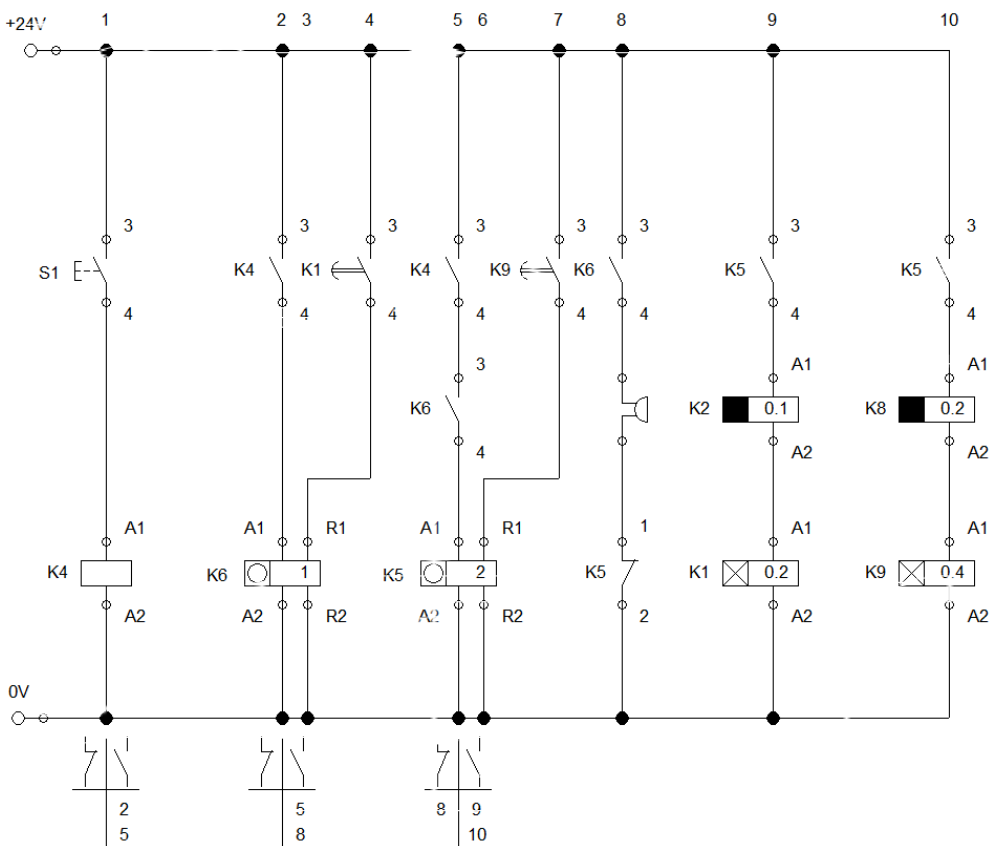 +24V 1 2 3 4 5 6 7 8 9 10
3 3 3 3 3 3 3 3
S1 K4 K1 K4 K9 K6 K5 K5
4 4 4 4 4 4 4 4
3 A1 A1
K6 K2 0.1 K8 0.2
4 A2 A2
A1 A1 R1 A1 R1 1 A1 A1
K4 K6 1 K5 2 K5 K1 0.2 K9 0.4
A2 A2 R2 A2 R2 2 A2 A2
0V
2 5 8 9
5 8 10